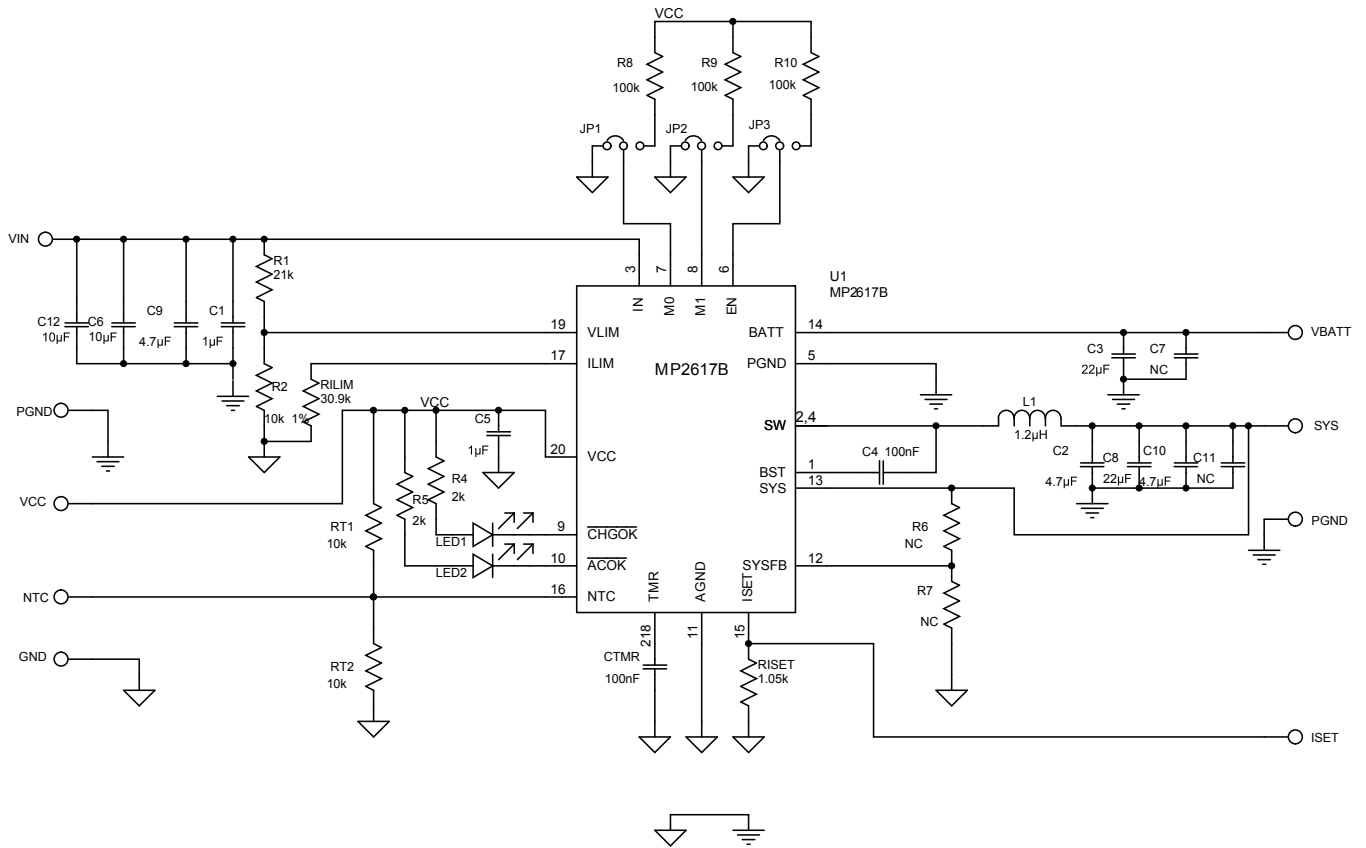 VCC
R8
100k
R9
100k
R10
100k
JP1
JP2
JP3
VIN
R1
21k
C12
10µF
C6
10µF
C9
4.7µF
C1
1µF
R2
10k
RILIM
30.9k
1%
PGND
VCC
C5
1µF
VCC
R4
2k
R5
2k
RT1
10k
LED1
LED2
NTC
GND
RT2
10k
3
7
8
6
IN
M0
M1
EN
U1
MP2617B
MP2617B
19
VLIM
17
ILIM
20
VCC
9
CHGOK
10
ACOK
16
NTC
BATT
14
PGND
5
SW
2,4
BST
1
SYS
13
SYSFB
12
TMR
AGND
ISET
218
11
15
CTMR
100nF
RISET
1.05k
C4
100nF
L1
1.2µH
C3
22µF
C7
NC
VBATT
SYS
C2
4.7µF
C8
22µF
C10
4.7µF
C11
NC
R6
NC
R7
NC
PGND
ISET